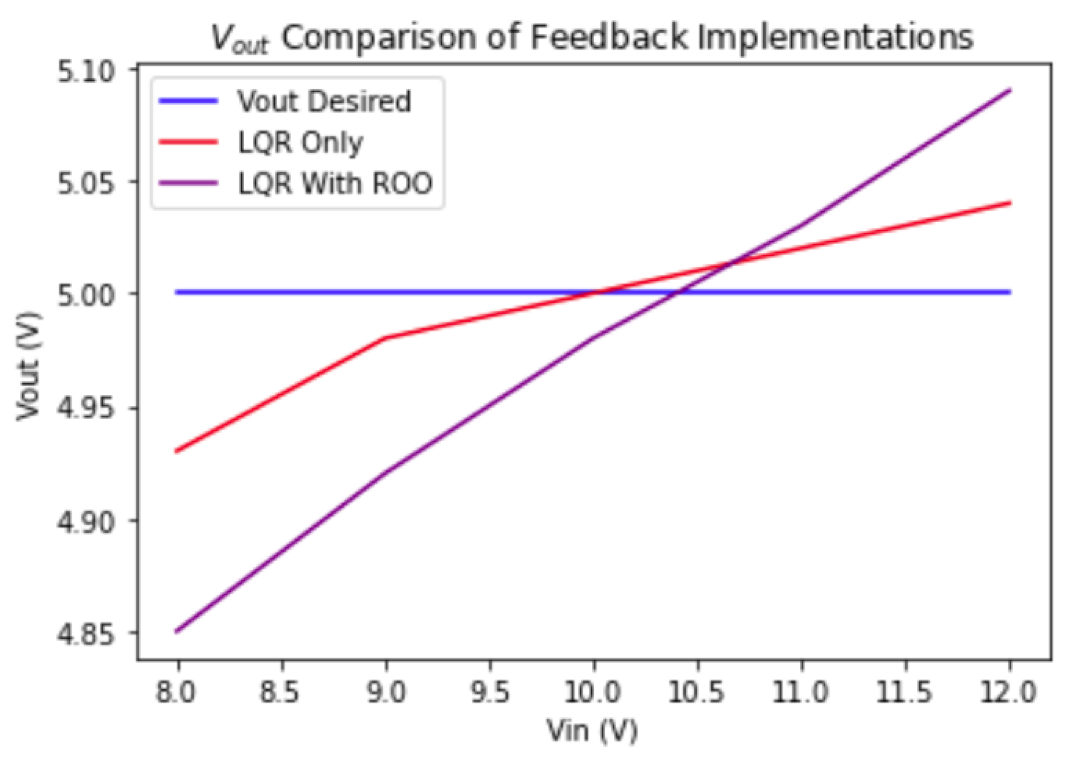 Vout Comparison of Feedback Implementations
5.10
5.05
5.00
4.95
4.90
4.85
Vout (V)
Vout Desired
LQR Only
LQR With ROO
8.0 8.5 9.0 9.5 10.0 10.5 11.0 11.5 12.0
Vin (V)